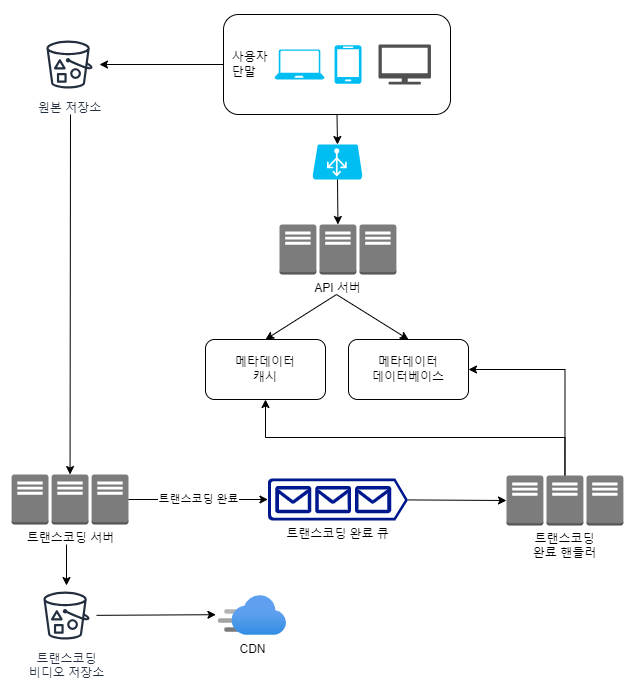 사용자
단말
원본 저장소
API 서버
메타데이터
캐시
메타데이터
데이터베이스
트랜스코딩 완료
트랜스코딩 서버
트랜스코딩 완료 큐
트랜스코딩
완료 핸들러
트랜스코딩
비디오 저장소
CDN